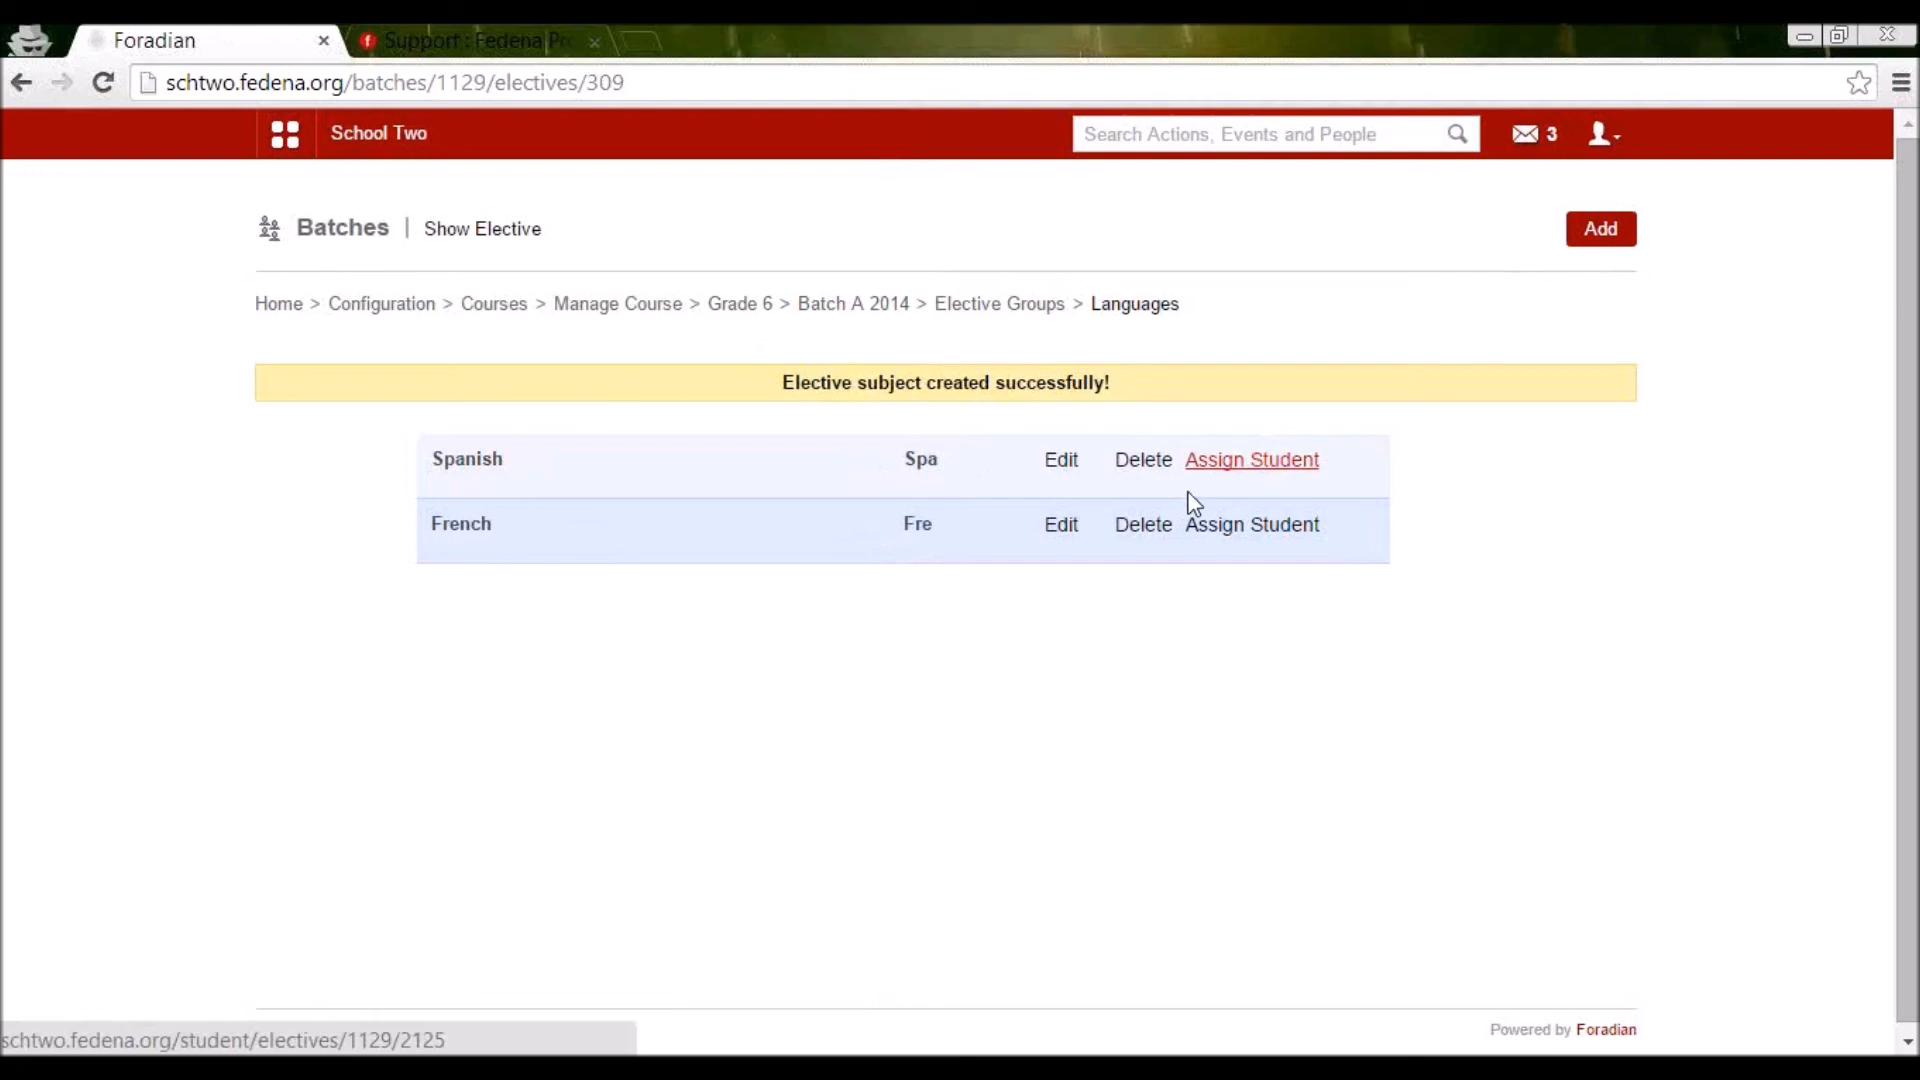 Foradian
Support : Fedena Pr
schtwo.fedena.org/batches/1129/electives/309
School Two
Search Actions, Events and People
3
Batches | Show Elective
Add
Home > Configuration > Courses > Manage Course > Grade 6 > Batch A 2014 > Elective Groups > Languages
Elective subject created successfully!
Spanish Spa Edit Delete Assign Student
French Fre Edit Delete Assign Student
Powered by Foradian
schtwo.fedena.org/student/electives/1129/2125